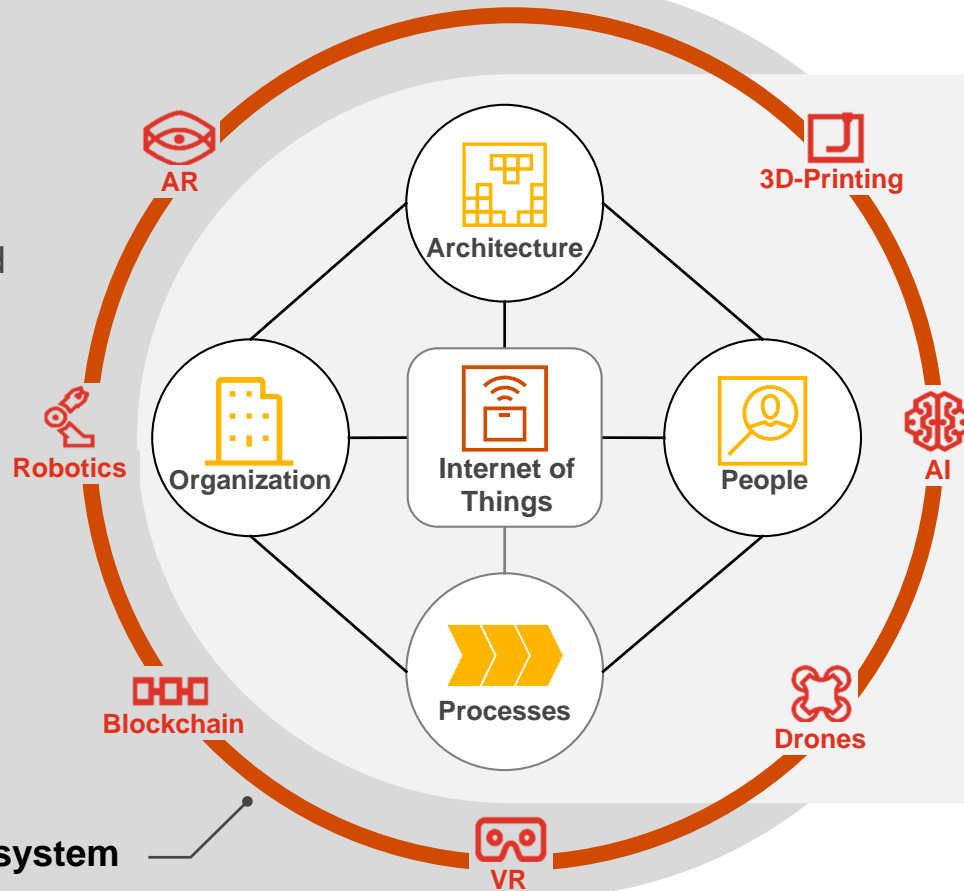 AR
3D-Printing
Architecture
Robotics
Organization
Internet of
Things
People
AI
Blockchain
Processes
Drones
system
VR